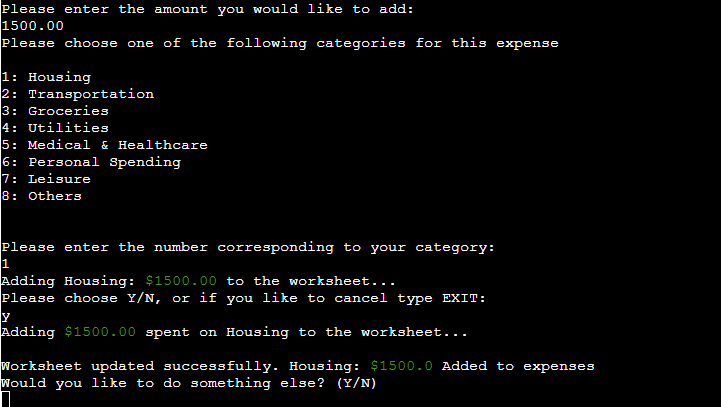 Please enter the amount you would like to add:
1500.00
Please choose one of the following categories for this expense
1: Housing
2: Transportation
3: Groceries
4: Utilities
5: Medical & Healthcare
6: Personal Spending
7: Leisure
8: Others
Please enter the number corresponding to your category:
1
Adding Housing: $1500.00 to the worksheet...
Please choose Y/N, or if you like to cancel type EXIT:
y
Adding $1500.00 spent on Housing to the worksheet...
Worksheet updated successfully. Housing: $1500.0 Added to expenses
Would you like to do something else? (Y/N)